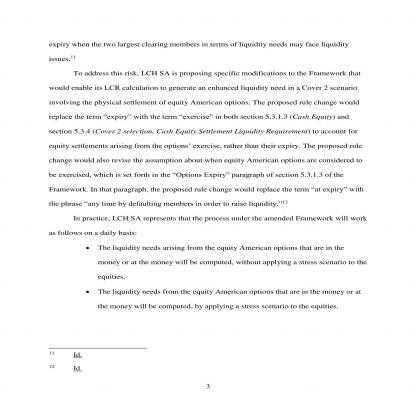 expiry when the two largest clearing members in terms of liquidity needs may face liquidity
issues.11
To address this risk, LCH SA is proposing specific modifications to the Framework that
would enable its LCR calculation to generate an enhanced liquidity need in a Cover 2 scenario
involving the physical settlement of equity American options. The proposed rule change would
replace the term “expiry” with the term “exercise” in both section 5.3.1.3 (Cash Equity) and
section 5.3.4 (Cover 2 selection, Cash Equity Settlement Liquidity Requirement) to account for
equity settlements arising from the options’ exercise, rather than their expiry. The proposed rule
change would also revise the assumption about when equity American options are considered to
be exercised, which is set forth in the “Options Expiry” paragraph of section 5.3.1.3 of the
Framework. In that paragraph, the proposed rule change would replace the term “at expiry” with
the phrase “any time by defaulting members in order to raise liquidity.”12
In practice, LCH SA represents that the process under the amended Framework will work
as follows on a daily basis:
• The liquidity needs arising from the equity American options that are in the
money or at the money will be computed, without applying a stress scenario to the
equities.
• The liquidity needs from the equity American options that are in the money or at
the money will be computed, by applying a stress scenario to the equities.
11 Id.
12 Id.
3